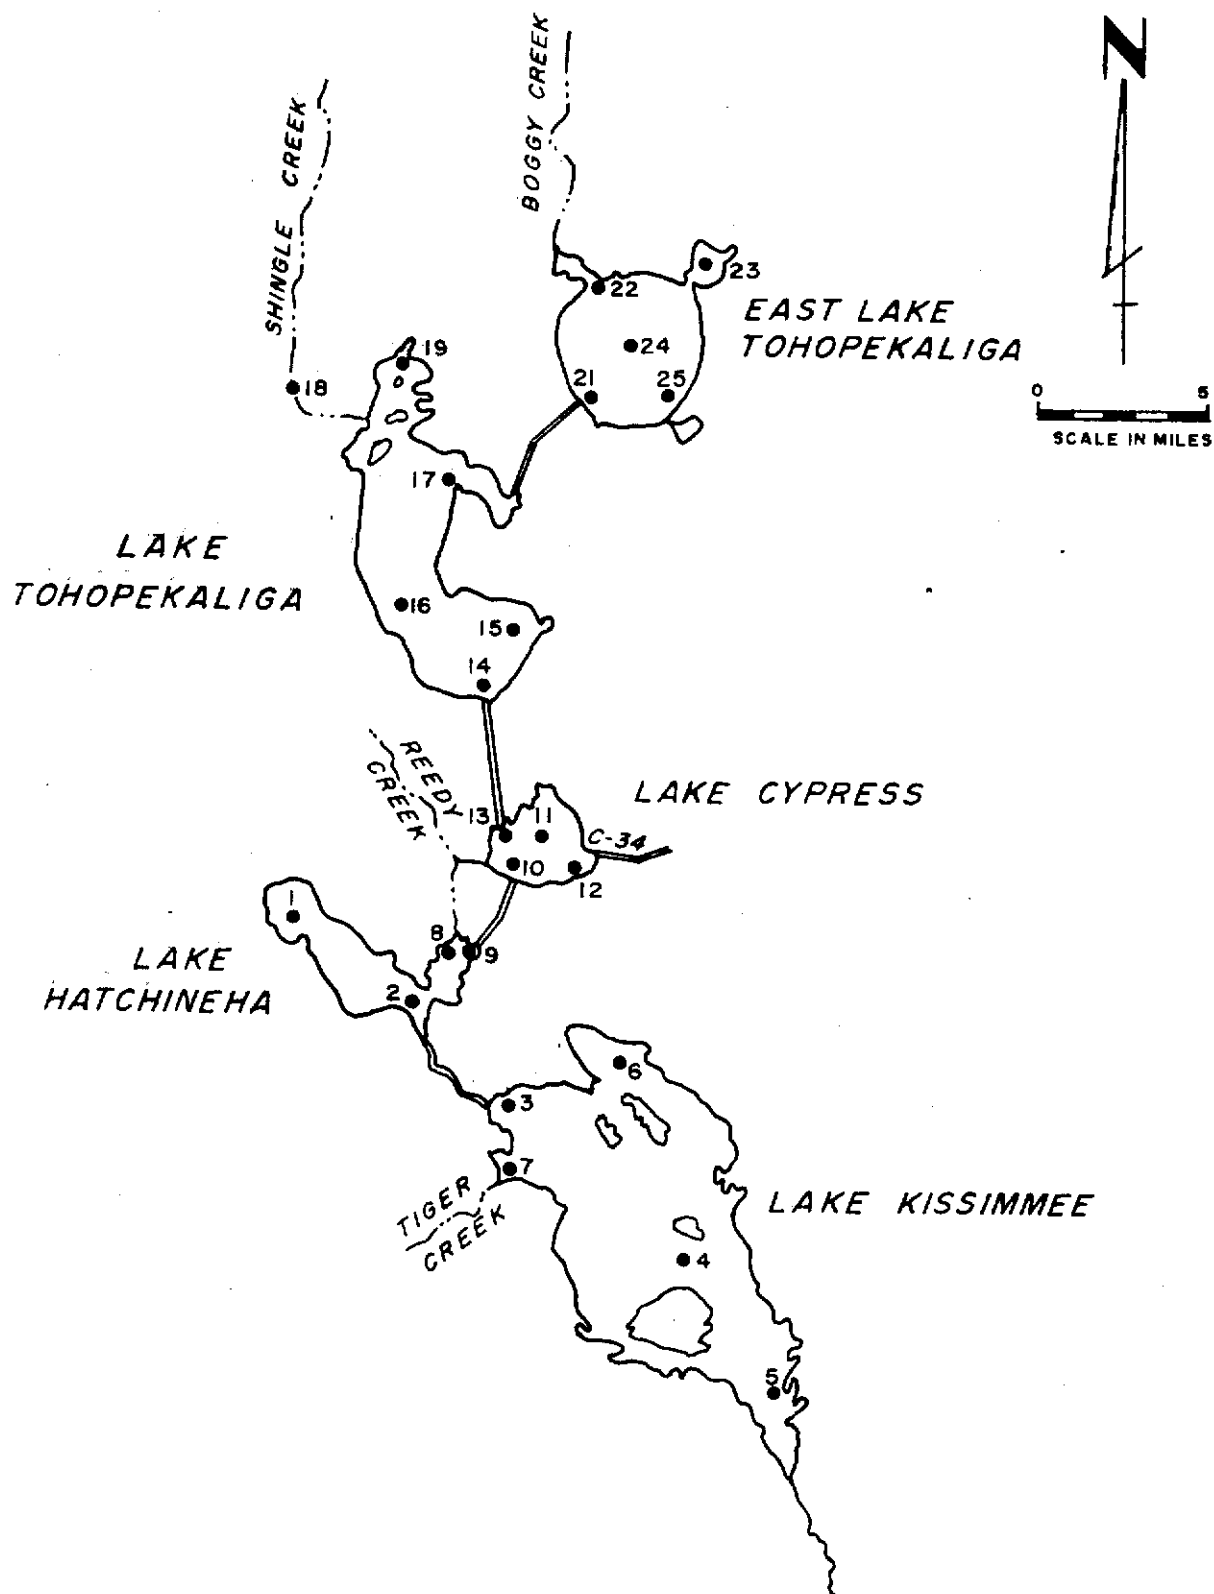 N
BOGGY CREEK
SHINGLE CREEK
23
22
EAST LAKE
TOHOPEKALIGA
24
19
18
21
25
0 5
SCALE IN MILES
17
LAKE
TOHOPEKALIGA
16
15
14
REEDY
CREEK
LAKE CYPRESS
13
11
C-34
10
12
1
8
9
LAKE
HATCHINEHA
2
6
3
7
TIGER
CREEK
LAKE KISSIMMEE
4
5